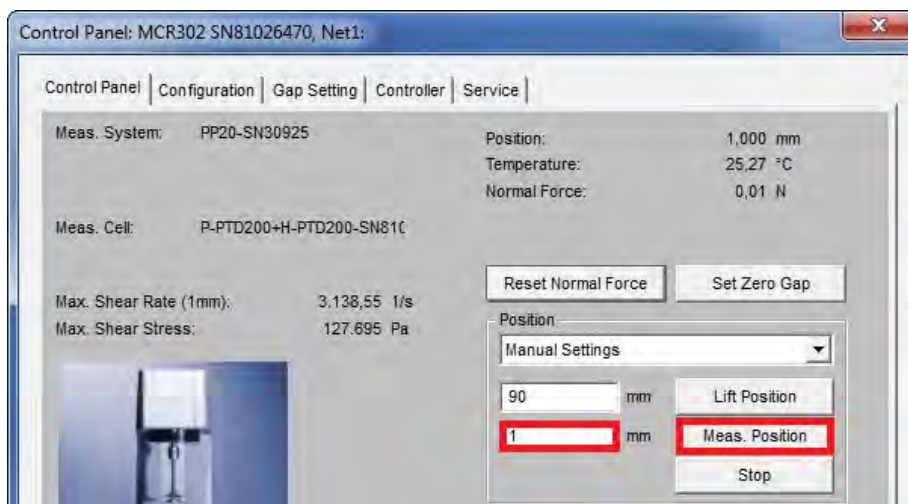 Control Panel: MCR302 SN81026470, Net1:
Control Panel Configuration Gap Setting Controller Service
Meas. System: PP20-SN30925
Position: 1,000 mm
Temperature: 25,27 °C
Normal Force: 0,01 N
Meas. Cell: P-PTD200+H-PTD200-SN81(
Reset Normal Force Set Zero Gap
Max. Shear Rate (1mm): 3.138,55 1/s
Max. Shear Stress: 127.695 Pa
Position
Manual Settings
90 mm Lift Position
1 mm Meas. Position
Stop